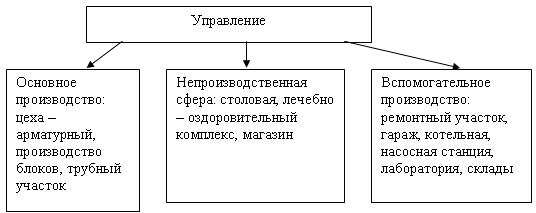 Управление
Основное
производство:
цеха –
арматурный,
производство
блоков, трубный
участок
Непроизводственная
сфера: столовая, лечебно
– оздоровительный
комплекс, магазин
Вспомогательное
производство:
ремонтный участок,
гараж, котельная,
насосная станция,
лаборатория, склады